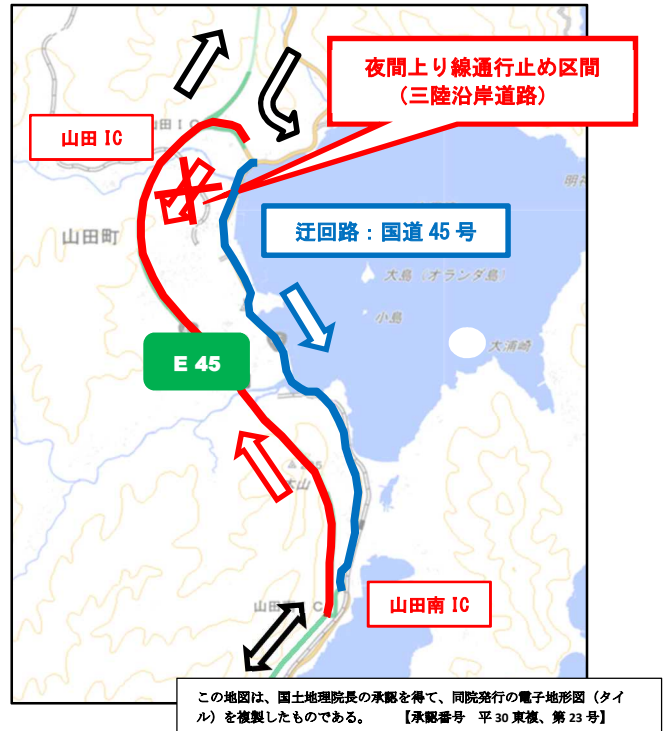 夜間上り線通行止め区間
（三陸沿岸道路）
山田 IC
山田町
迂回路：国道 45 号
大島（オランダ島）
小島
大浦崎
E 45
大山
山田南 IC
この地図は、国土地理院長の承認を得て、同院発行の電子地形図（タイ
ル）を複製したものである。　　【承認番号　平 30 東複、第 23 号】